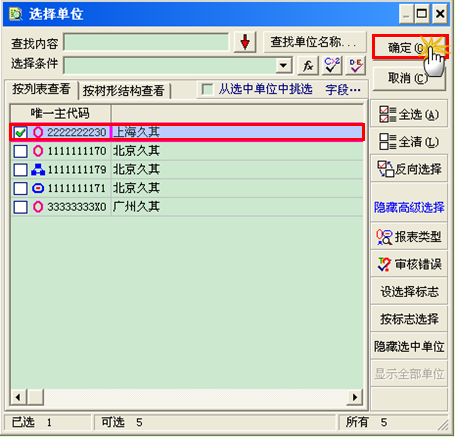 选择单位
查找内容
查找单位名称...
确定
选择条件
fx
取消(C)
按列表查看 按树形结构查看
从选中单位中挑选 字段...
唯一主代码
2222222230 上海久其
1111111170 北京久其
1111111179 北京久其
1111111171 北京久其
33333333X0 广州久其
全选(A)
全清(L)
反向选择
隐藏高级选择
报表类型
审核错误
设选择标志
按标志选择
隐藏选中单位
显示全部单位
已选 1
可选 5
所有 5